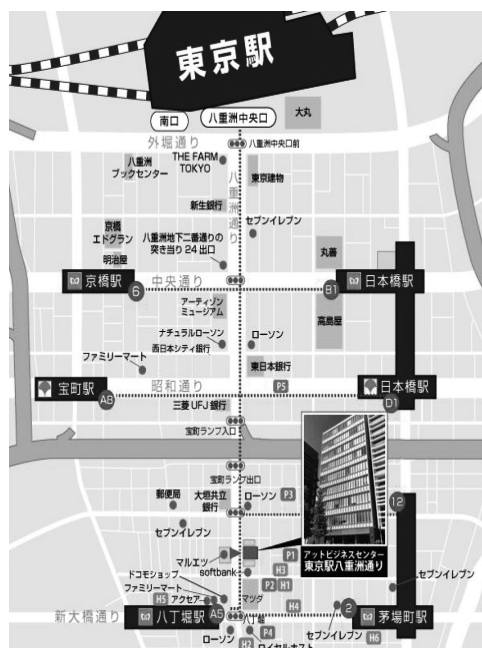 東京駅
南口
八重洲中央口
大丸
外堀通り
八重洲中央口前
八重洲
ブックセンター
THE FARM
TOKYO
八重洲通り
東京建物
新生銀行
セブンイレブン
京橋
エドグラン
明治屋
八重洲地下二番通りの
突き当り 24 出口
丸善
京橋駅
6
中央通り
B1
日本橋駅
アーティゾン
ミュージアム
高島屋
ナチュラルローソン
西日本シティ銀行
ローソン
ファミリーマート
東日本銀行
宝町駅
A8
昭和通り
P5
日本橋駅
D1
三菱UFJ銀行
宝町ランプ入口
宝町ランプ出口
郵便局
大垣共立
銀行
ローソン
P3
12
セブンイレブン
マルエツ
P1
アットビジネスセンター
東京駅八重洲通り
softbank
H3
ドコモショップ
P2
H1
セブンイレブン
ファミリーマート
H5
アクセア
マツダ
H4
新大橋通り
八丁堀駅
A5
八丁堀
2
茅場町駅
ローソン
H2
P4
セブンイレブン
H6
ロイヤルホスト